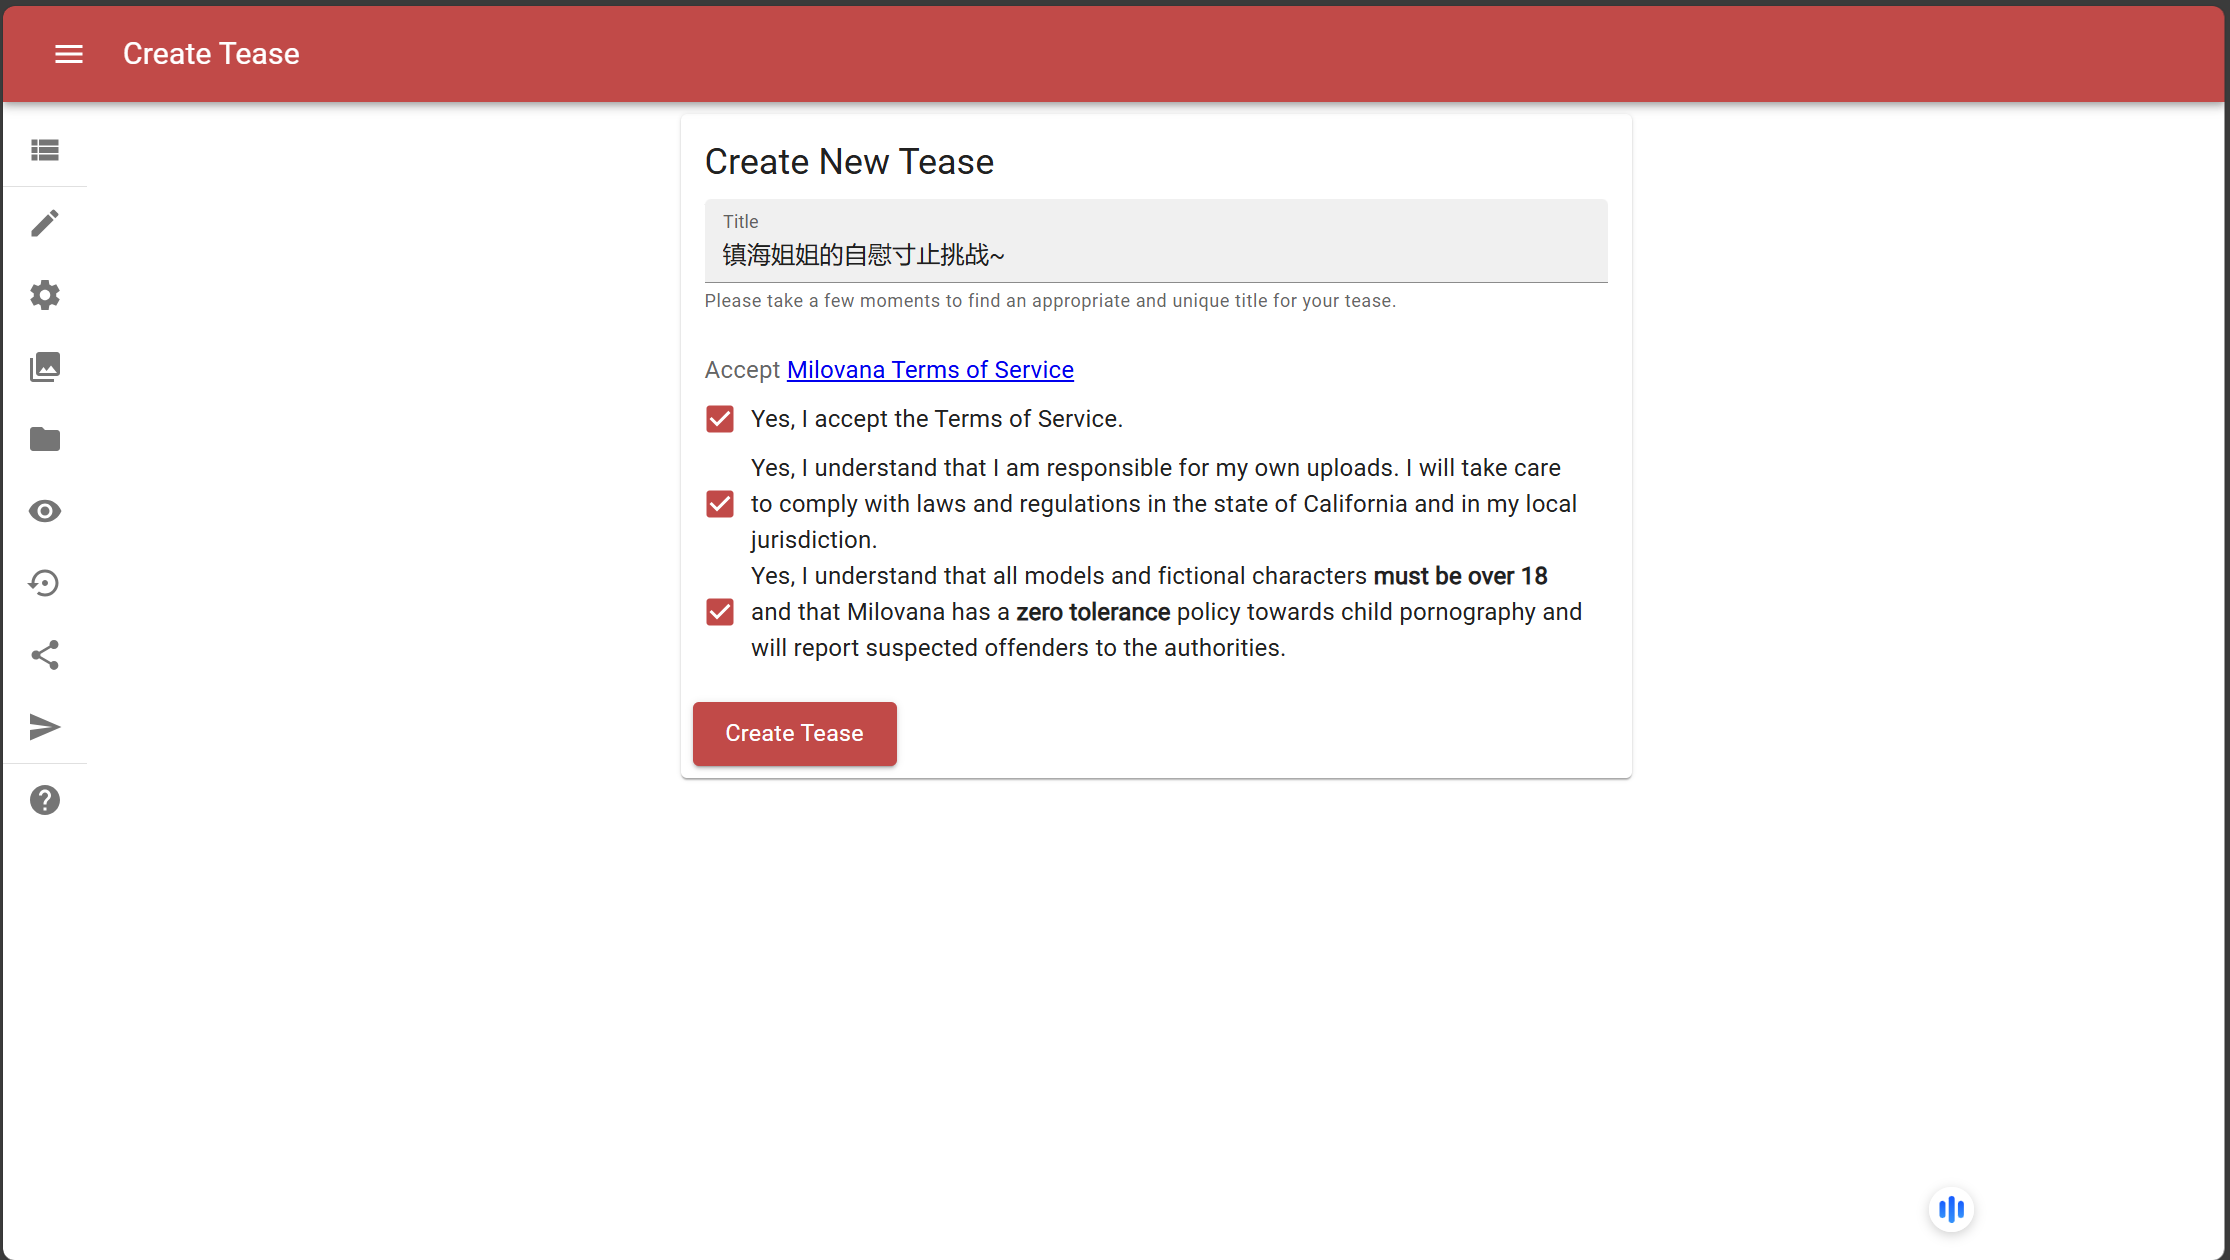 Create Tease
Create New Tease
Title
镇海姐姐的自慰寸止挑战~
Please take a few moments to find an appropriate and unique title for your tease.
Accept Milovana Terms of Service
Yes, I accept the Terms of Service.
Yes, I understand that I am responsible for my own uploads. I will take care
to comply with laws and regulations in the state of California and in my local
jurisdiction.
Yes, I understand that all models and fictional characters must be over 18
and that Milovana has a zero tolerance policy towards child pornography and
will report suspected offenders to the authorities.
Create Tease